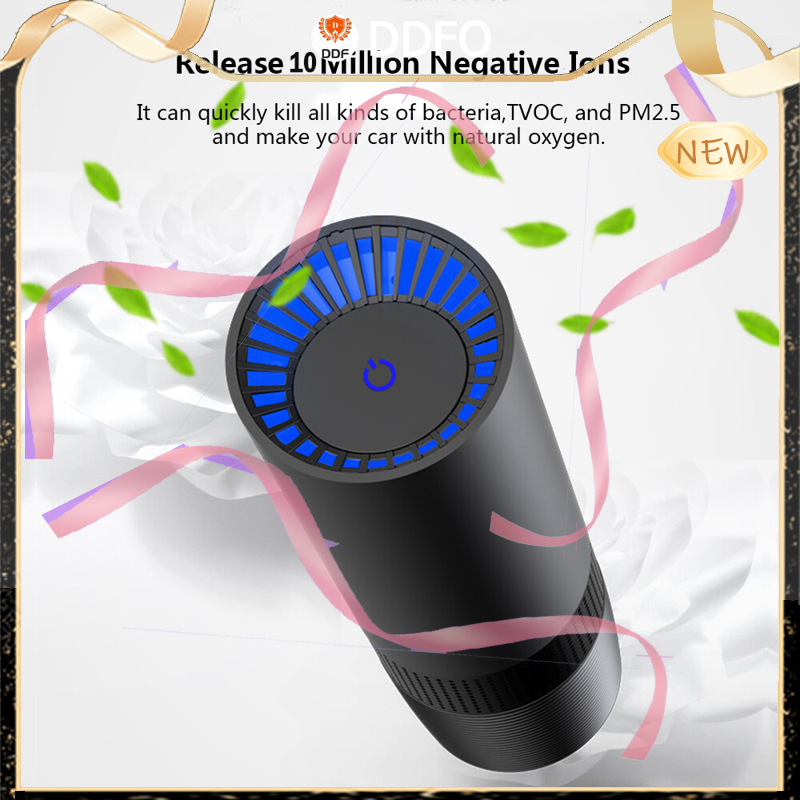 DDFO
DDF
Release 10 Million Negative Ions
It can quickly kill all kinds of bacteria,TVOC, and PM2.5
and make your car with natural oxygen.
NEW